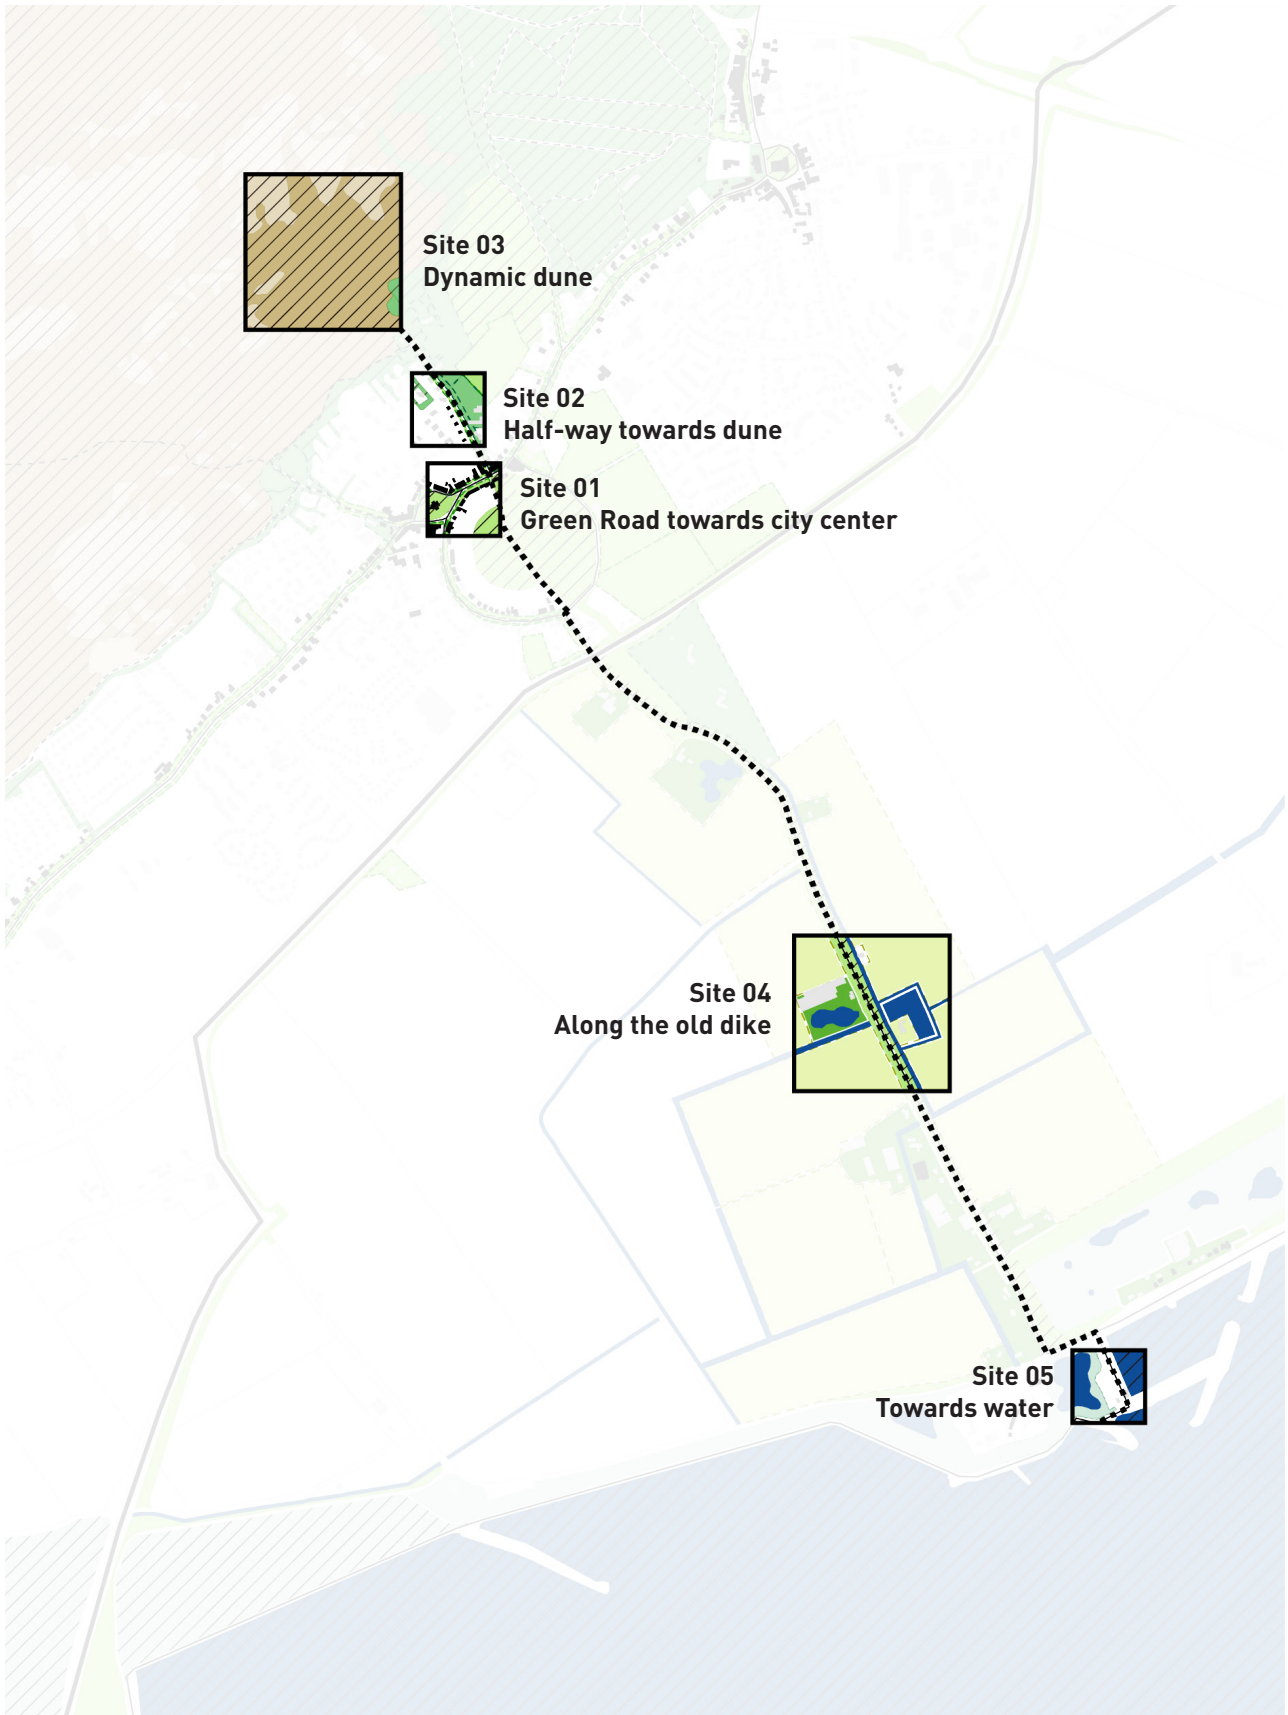 Site 03
Dynamic dune
Site 02
Half-way towards dune
Site 01
Green Road towards city center
Site 04
Along the old dike
Site 05
Towards water